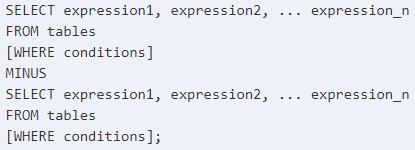 SELECT expression1, expression2, ... expression_n
FROM tables
[WHERE conditions]
MINUS
SELECT expression1, expression2, ... expression_n
FROM tables
[WHERE conditions];